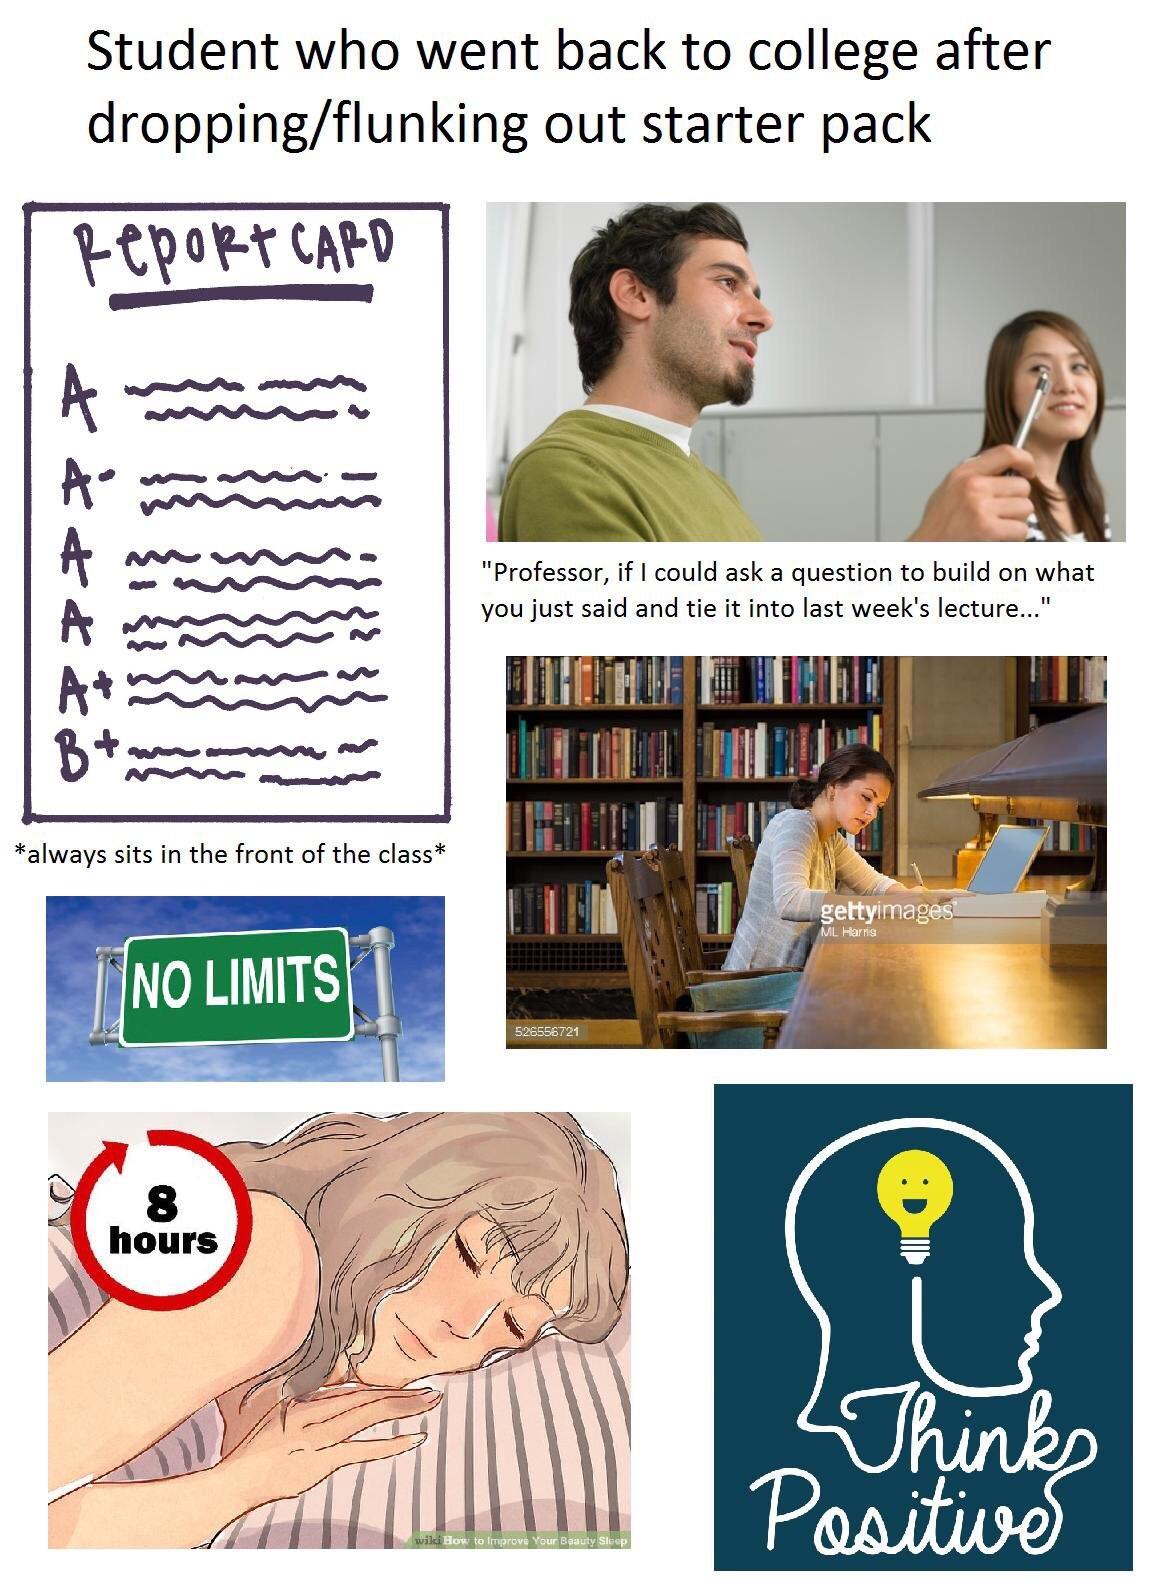 Student who went back to college after
dropping/flunking out starter pack
RePORt CARD
A
A-
A
A
A+
B+
*always sits in the front of the class*
"Professor, if I could ask a question to build on what
you just said and tie it into last week's lecture..."
gettyimages®
ML Harris
526556721
NO LIMITS
8
hours
wikiHow to Improve Your Beauty Sleep
Think
Positive